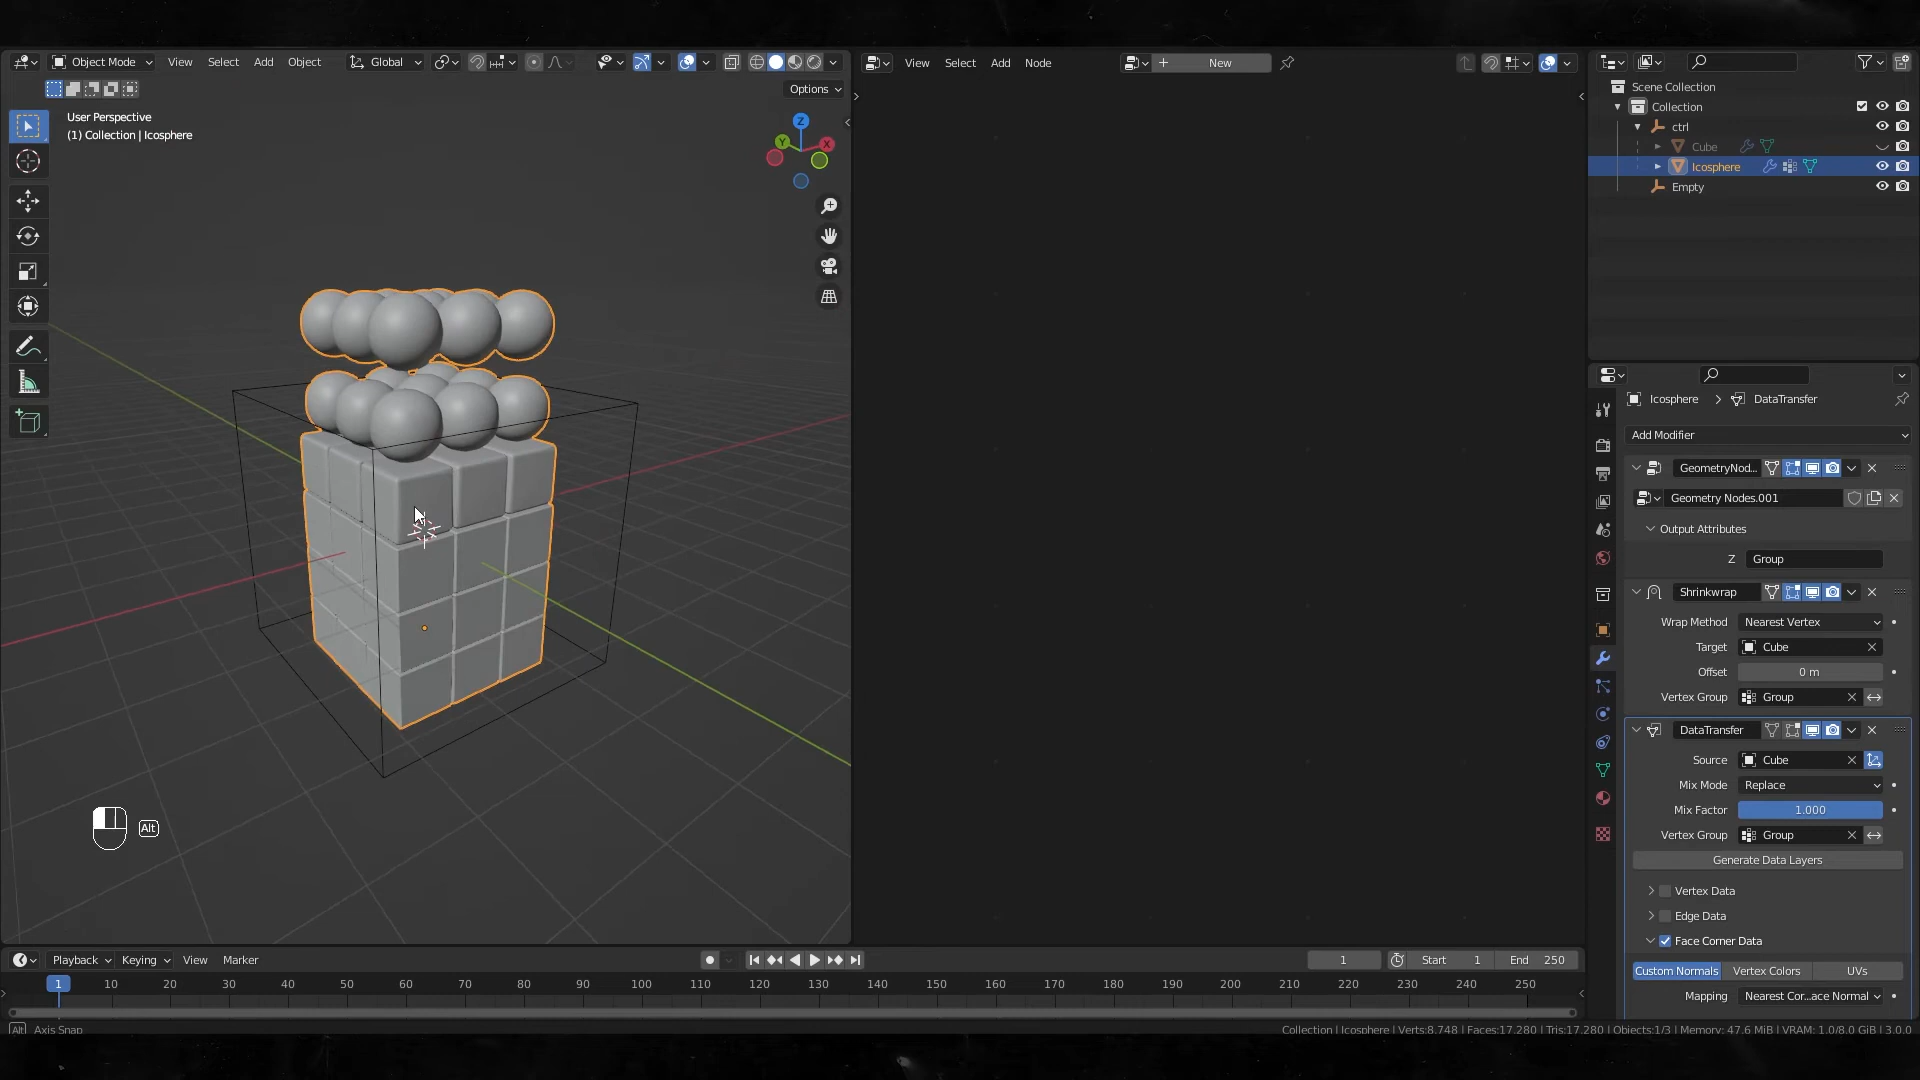 Object Mode
View
Select
Add
Object
Global
Options
User Perspective
(1) Collection | Icosphere
Z
Y
X
Alt
View
Select
Add
Node
New
Scene Collection
Collection
ctrl
Cube
Icosphere
Empty
Icosphere
DataTransfer
Add Modifier
GeometryNod...
Geometry Nodes.001
Output Attributes
Z
Group
Shrinkwrap
Wrap Method
Nearest Vertex
Target
Cube
Offset
0 m
Vertex Group
Group
DataTransfer
Source
Cube
Mix Mode
Replace
Mix Factor
1.000
Vertex Group
Group
Generate Data Layers
Vertex Data
Edge Data
Face Corner Data
Custom Normals
Vertex Colors
UVs
Mapping
Nearest Cor...ace Normal
Playback
Keying
View
Marker
1
Start
1
End
250
1
10
20
30
40
50
60
70
80
90
100
110
120
130
140
150
160
170
180
190
200
210
220
230
240
250
Alt
Axis Snap
Collection | Icosphere | Verts:8.748 | Faces:17.280 | Tris:17.280 | Objects:1/3 | Memory: 47.6 MiB | VRAM: 1.0/8.0 GiB | 3.0.0